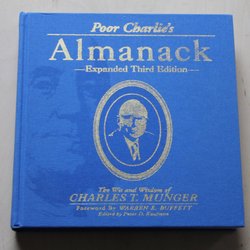 Poor Charlie's
Almanack
Expanded Third Edition
The Wit and Wisdom of
CHARLES T. MUNGER
Foreword By WARREN E. BUFFETT
Edited by Peter D. Kaufman